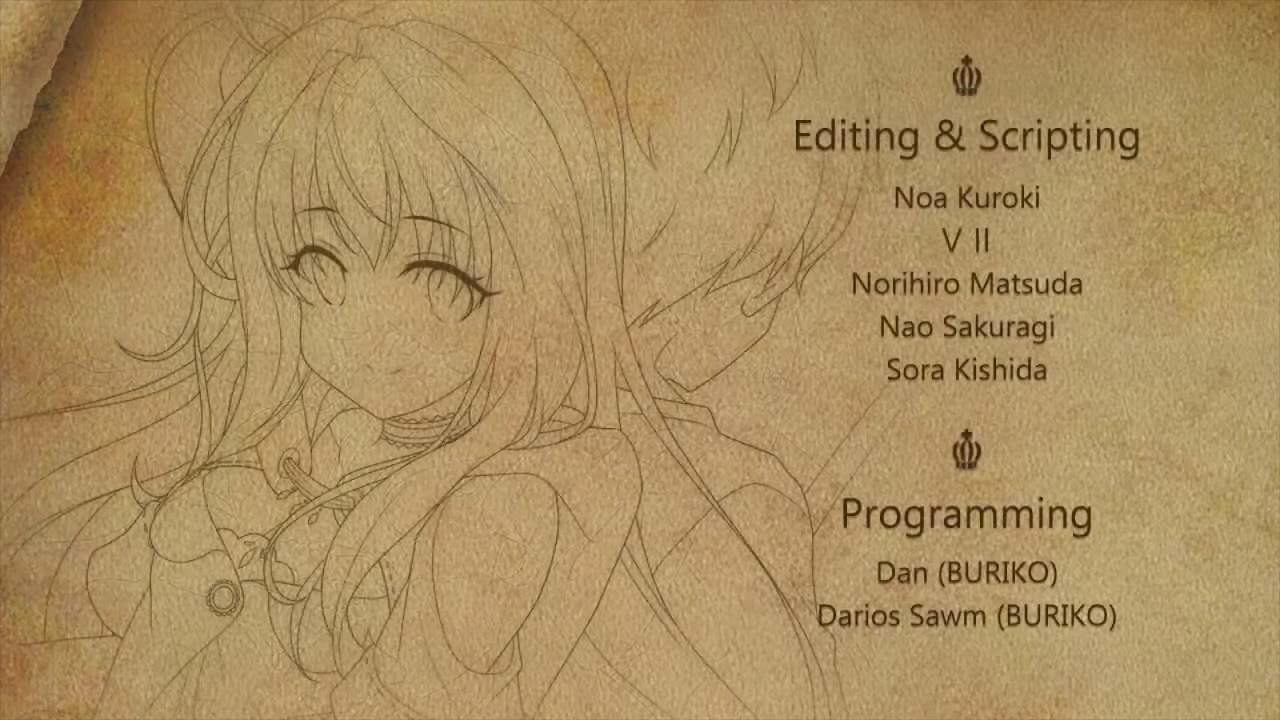 Editing & Scripting
Noa Kuroki
V II
Norihiro Matsuda
Nao Sakuragi
Sora Kishida
Programming
Dan (BURIKO)
Darios Sawm (BURIKO)